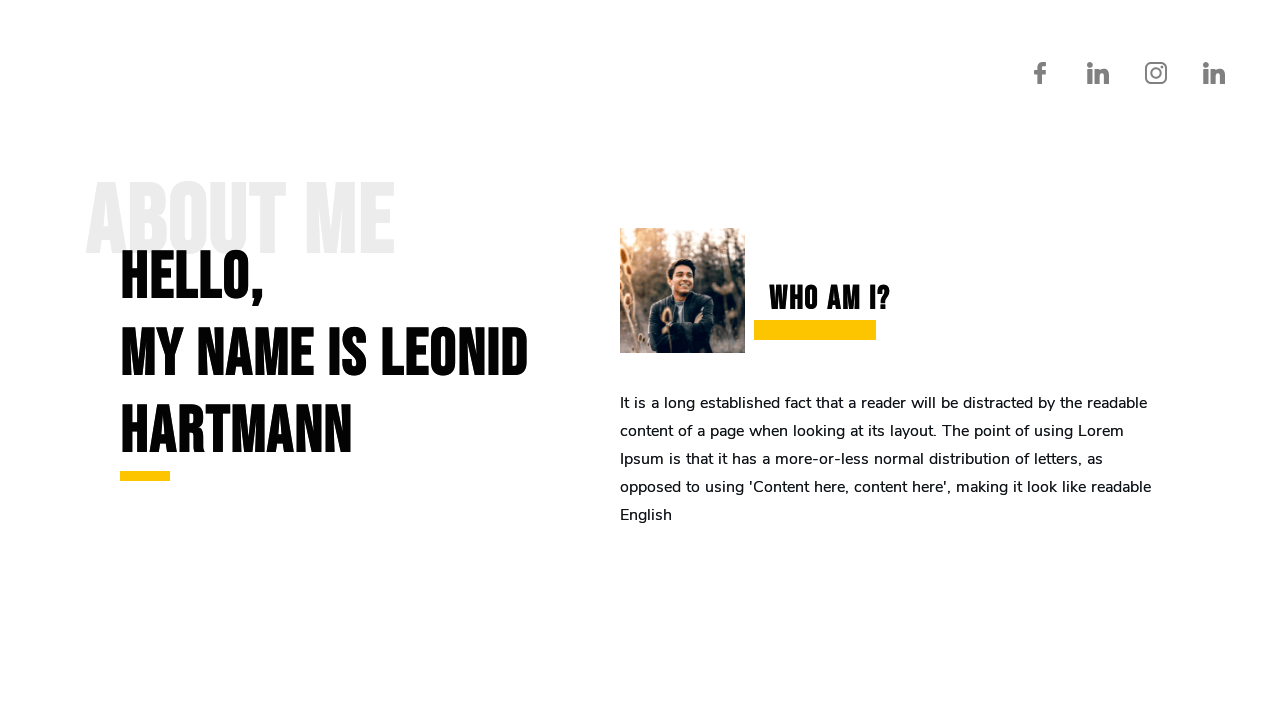 ABOUT ME
HELLO,
MY NAME IS LEONID
HARTMANN
WHO AM I?
It is a long established fact that a reader will be distracted by the readable
content of a page when looking at its layout. The point of using Lorem
Ipsum is that it has a more-or-less normal distribution of letters, as
opposed to using 'Content here, content here', making it look like readable
English